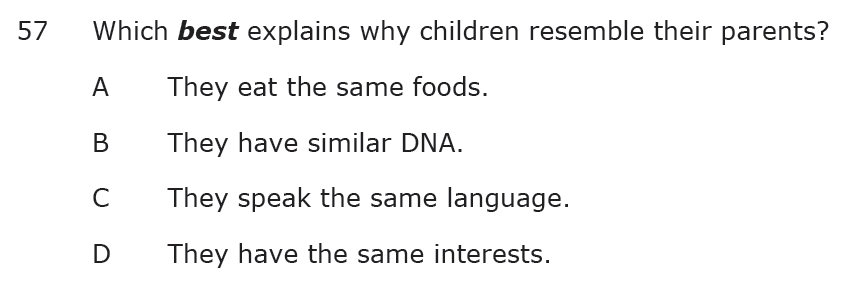 57 Which best explains why children resemble their parents?
A They eat the same foods.
B They have similar DNA.
C They speak the same language.
D They have the same interests.